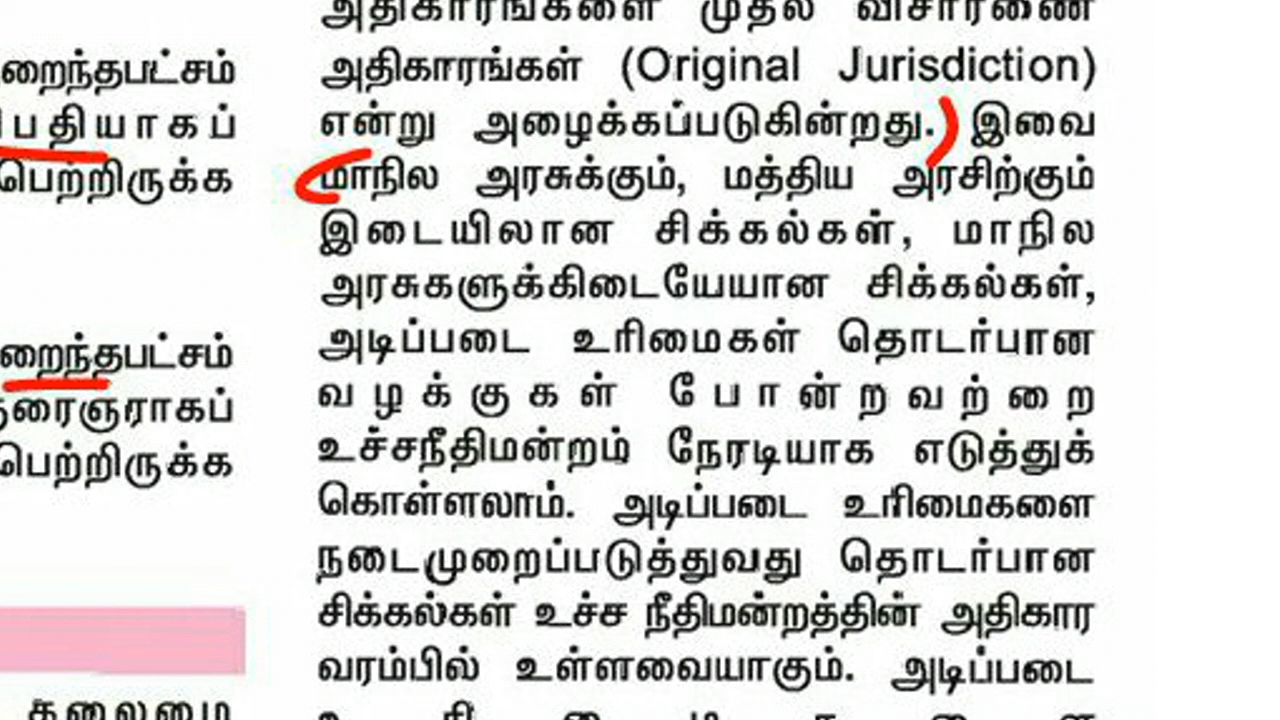 றைந்தபட்சம்
பதியாகப்
பெற்றிருக்க
றைந்தபட்சம்
ரைஞராகப்
பெற்றிருக்க
தலைமை
அதிகாரங்களை முதல் விசாரணை
அதிகாரங்கள் (Original Jurisdiction)
என்று அழைக்கப்படுகின்றது. இவை
மாநில அரசுக்கும், மத்திய அரசிற்கும்
இடையிலான சிக்கல்கள், மாநில
அரசுகளுக்கிடையேயான சிக்கல்கள்,
அடிப்படை உரிமைகள் தொடர்பான
வழக்குகள் போன்றவற்றை
உச்சநீதிமன்றம் நேரடியாக எடுத்துக்
கொள்ளலாம். அடிப்படை உரிமைகளை
நடைமுறைப்படுத்துவது தொடர்பான
சிக்கல்கள் உச்ச நீதிமன்றத்தின் அதிகார
வரம்பில் உள்ளவையாகும். அடிப்படை